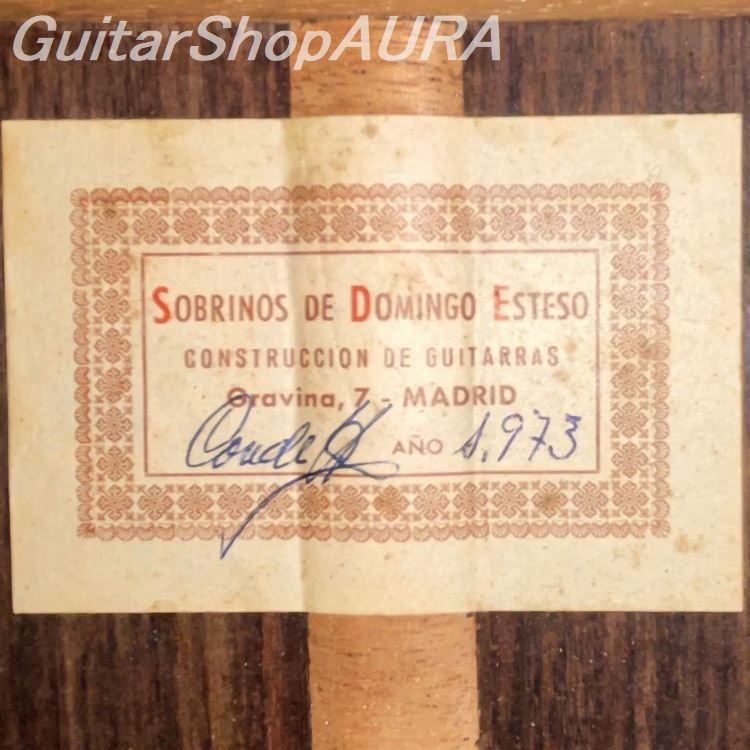 GuitarShopAURA
SOBRINOS DE DOMINGO ESTESO
CONSTRUCCION DE GUITARRAS
Gravina, 7 - MADRID
Conde AÑO 1.973